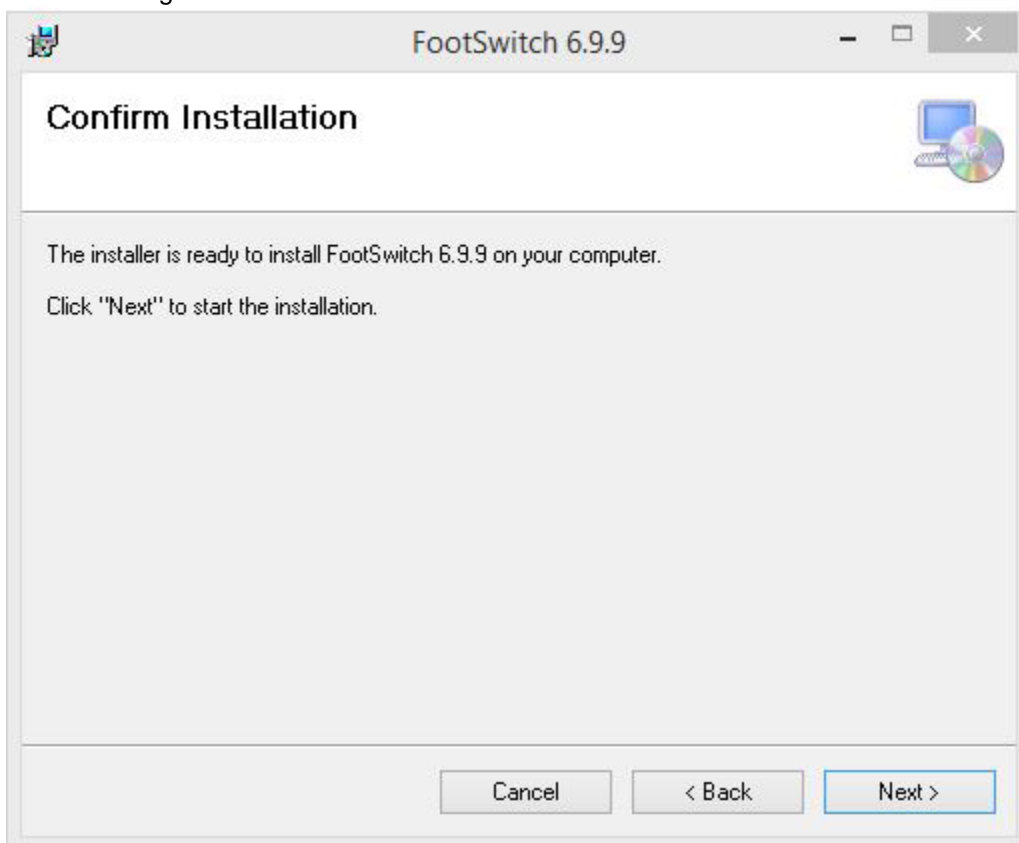 FootSwitch 6.9.9
Confirm Installation
The installer is ready to install FootSwitch 6.9.9 on your computer.
Click "Next" to start the installation.
Cancel
< Back
Next >